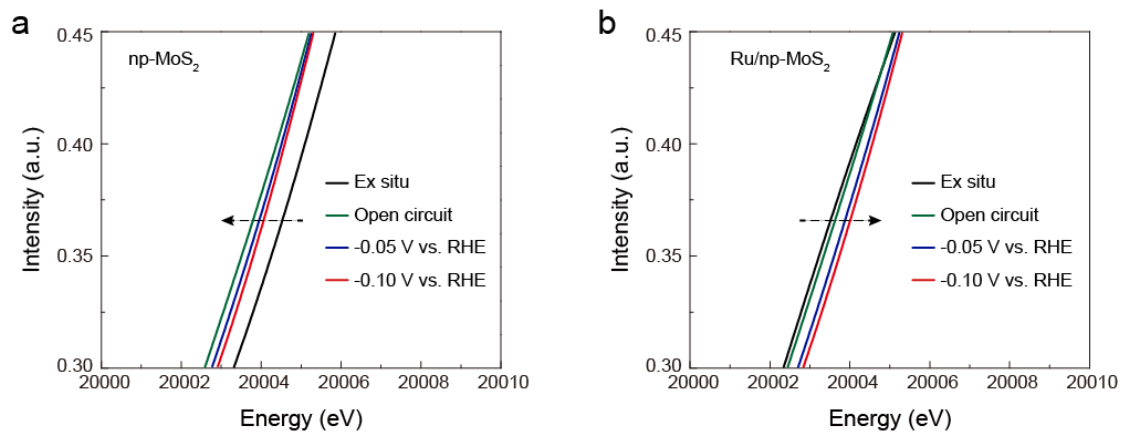 a
np-MoS₂
0.45
0.40
0.35
0.30
Intensity (a.u.)
Ex situ
Open circuit
-0.05 V vs. RHE
-0.10 V vs. RHE
20000 20002 20004 20006 20008 20010
Energy (eV)
b
Ru/np-MoS₂
0.45
0.40
0.35
0.30
Intensity (a.u.)
Ex situ
Open circuit
-0.05 V vs. RHE
-0.10 V vs. RHE
20000 20002 20004 20006 20008 20010
Energy (eV)